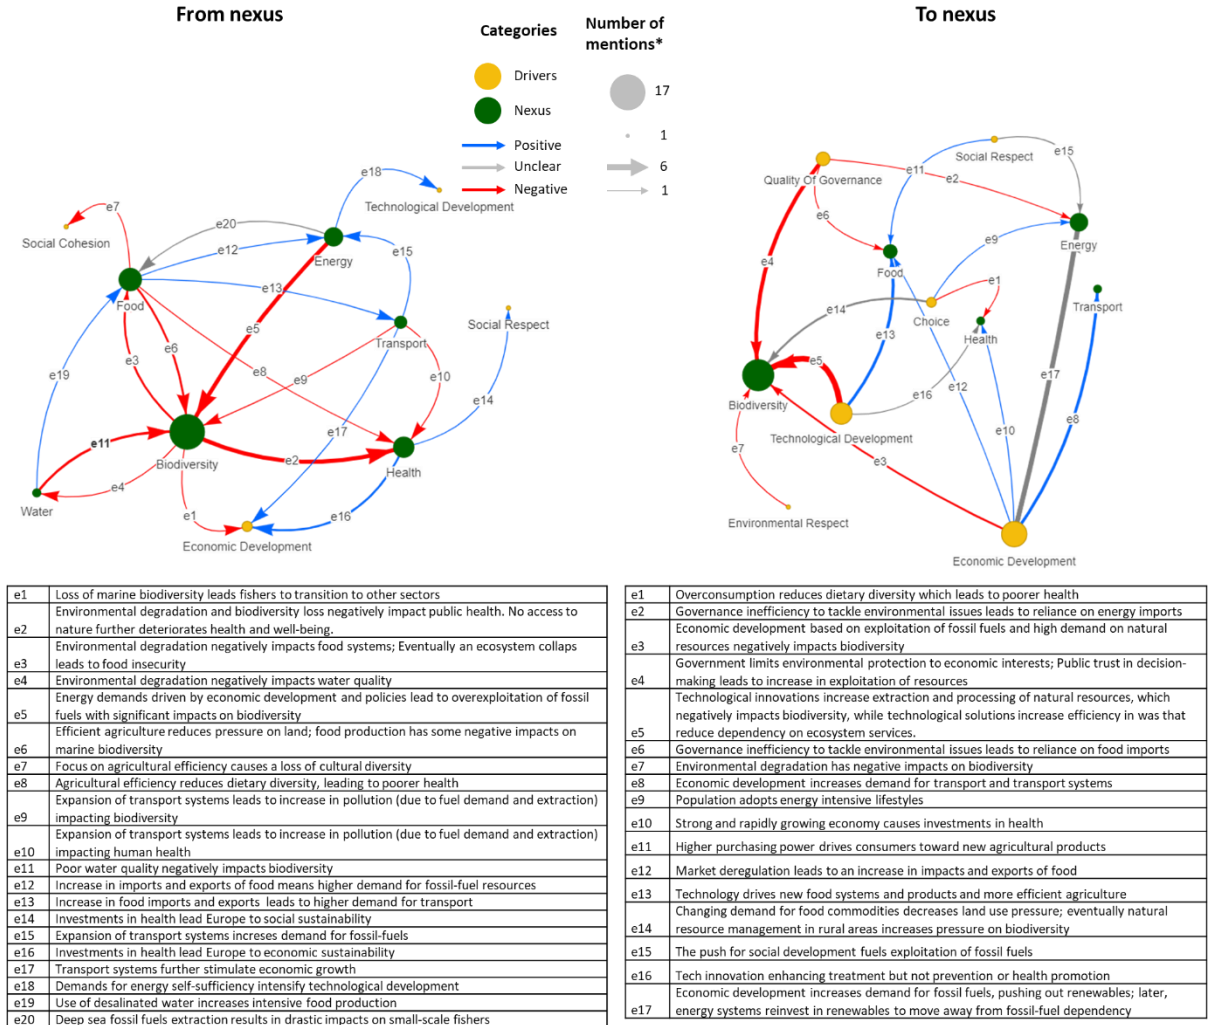 From nexus
To nexus
Categories
Number of
mentions*
Drivers
17
Nexus
1
Positive
6
Unclear
1
Negative
e18
Technological Development
e7
Social Cohesion
e20
e12
Energy
e15
Food
e13
Social Respect
e5
Transport
e6
e3
e8
e9
e10
e19
e14
e17
e11
Biodiversity
e2
Health
e4
Water
e1
e16
Economic Development
Social Respect
e15
Quality Of Governance
e11
e2
e6
e9
Energy
e4
Food
e1
e14
Choice
Transport
e13
Health
e5
e17
Biodiversity
e12
e16
e8
Technological Development
e10
e7
e3
Environmental Respect
Economic Development
e1 Loss of marine biodiversity leads fishers to transition to other sectors
Environmental degradation and biodiversity loss negatively impact public health. No access to
e2 nature further deteriorates health and well-being.
Environmental degradation negatively impacts food systems; Eventually an ecosystem collaps
e3 leads to food insecurity
e4 Environmental degradation negatively impacts water quality
Energy demands driven by economic development and policies lead to overexploitation of fossil
e5 fuels with significant impacts on biodiversity
Efficient agriculture reduces pressure on land; food production has some negative impacts on
e6 marine biodiversity
e7 Focus on agricultural efficiency causes a loss of cultural diversity
e8 Agricultural efficiency reduces dietary diversity, leading to poorer health
Expansion of transport systems leads to increase in pollution (due to fuel demand and extraction)
e9 impacting biodiversity
Expansion of transport systems leads to increase in pollution (due to fuel demand and extraction)
e10 impacting human health
e11 Poor water quality negatively impacts biodiversity
e12 Increase in imports and exports of food means higher demand for fossil-fuel resources
e13 Increase in food imports and exports leads to higher demand for transport
e14 Investments in health lead Europe to social sustainability
e15 Expansion of transport systems increses demand for fossil-fuels
e16 Investments in health lead Europe to economic sustainability
e17 Transport systems further stimulate economic growth
e18 Demands for energy self-sufficiency intensify technological development
e19 Use of desalinated water increases intensive food production
e20 Deep sea fossil fuels extraction results in drastic impacts on small-scale fishers
e1 Overconsumption reduces dietary diversity which leads to poorer health
e2 Governance inefficiency to tackle environmental issues leads to reliance on energy imports
Economic development based on exploitation of fossil fuels and high demand on natural
e3 resources negatively impacts biodiversity
Government limits environmental protection to economic interests; Public trust in decision-
e4 making leads to increase in exploitation of resources
Technological innovations increase extraction and processing of natural resources, which
negatively impacts biodiversity, while technological solutions increase efficiency in was that
e5 reduce dependency on ecosystem services.
e6 Governance inefficiency to tackle environmental issues leads to reliance on food imports
e7 Environmental degradation has negative impacts on biodiversity
e8 Economic development increases demand for transport and transport systems
e9 Population adopts energy intensive lifestyles
e10 Strong and rapidly growing economy causes investments in health
e11 Higher purchasing power drives consumers toward new agricultural products
e12 Market deregulation leads to an increase in impacts and exports of food
e13 Technology drives new food systems and products and more efficient agriculture
Changing demand for food commodities decreases land use pressure; eventually natural
e14 resource management in rural areas increases pressure on biodiversity
e15 The push for social development fuels exploitation of fossil fuels
e16 Tech innovation enhancing treatment but not prevention or health promotion
Economic development increases demand for fossil fuels, pushing out renewables; later,
e17 energy systems reinvest in renewables to move away from fossil-fuel dependency